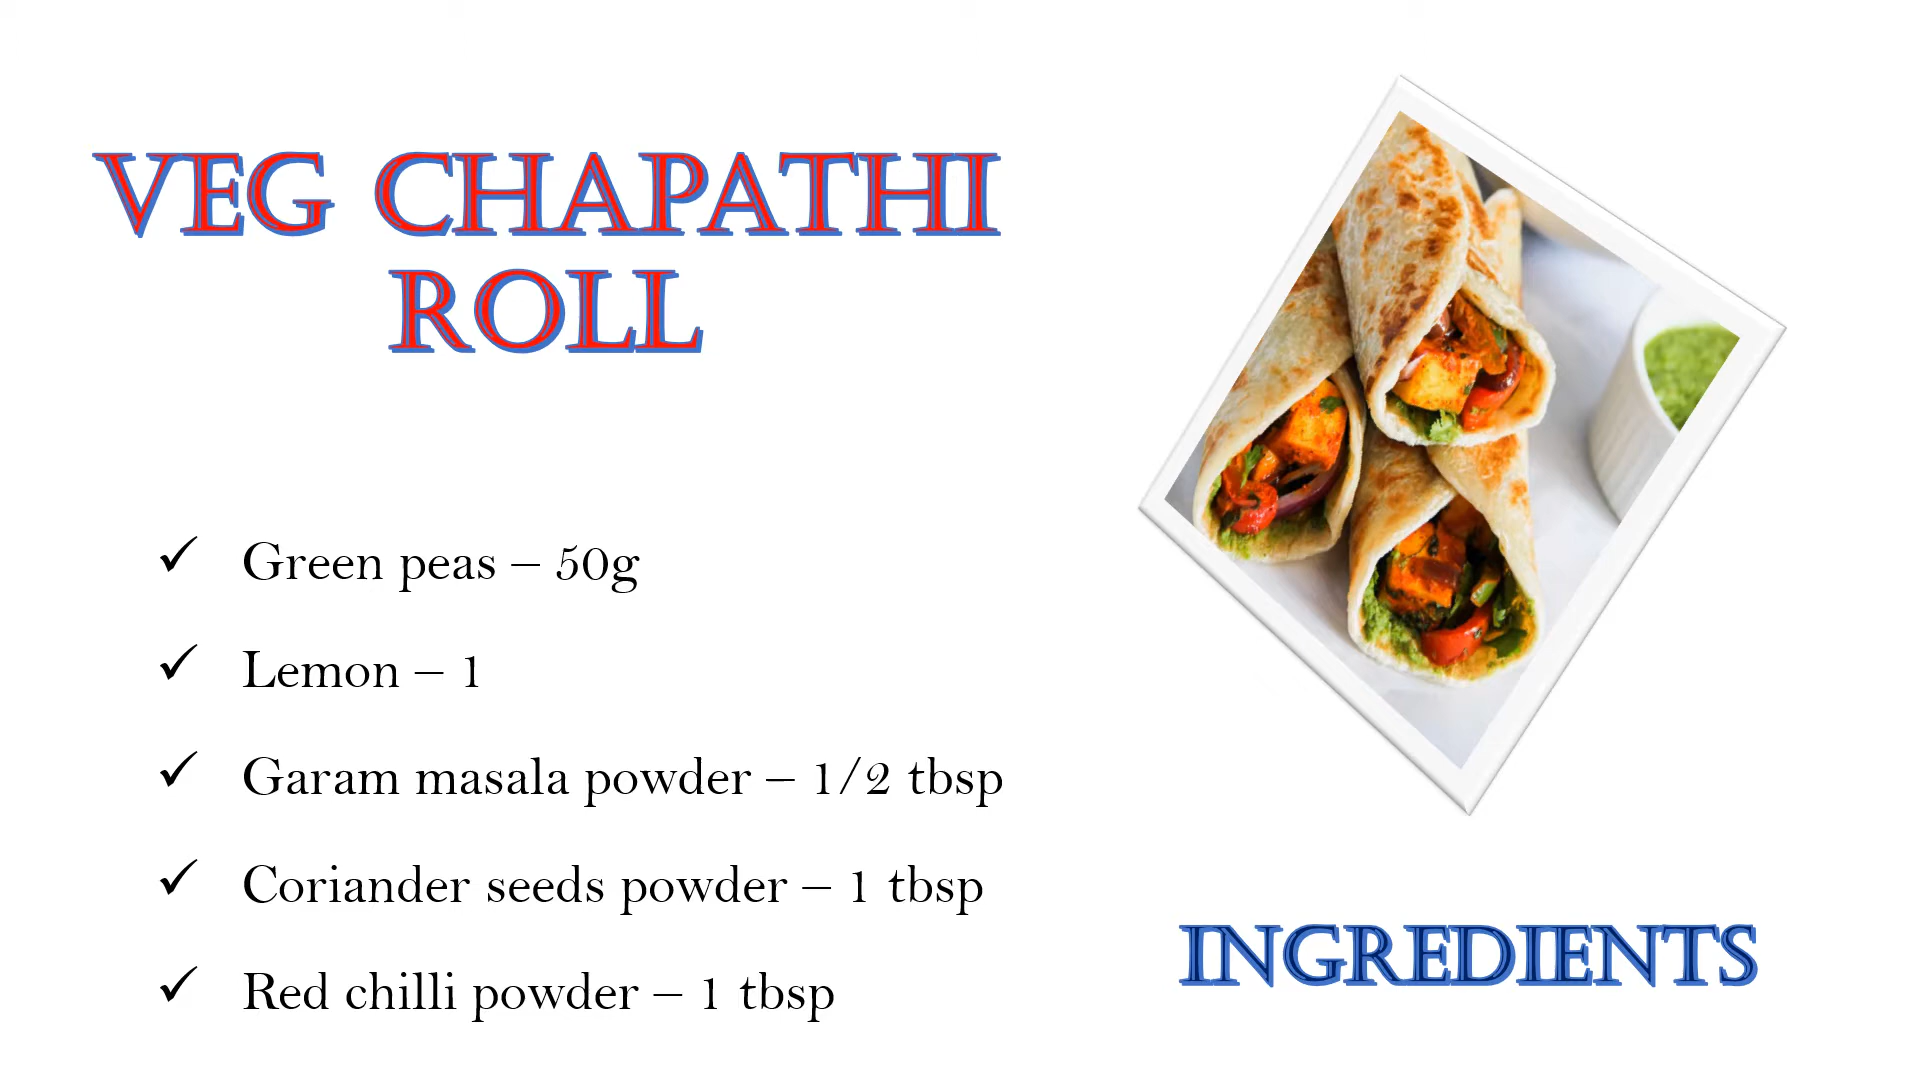 VEG CHAPATHI
ROLL
✓ Green peas – 50g
✓ Lemon – 1
✓ Garam masala powder – 1/2 tbsp
✓ Coriander seeds powder – 1 tbsp
✓ Red chilli powder – 1 tbsp
INGREDIENTS